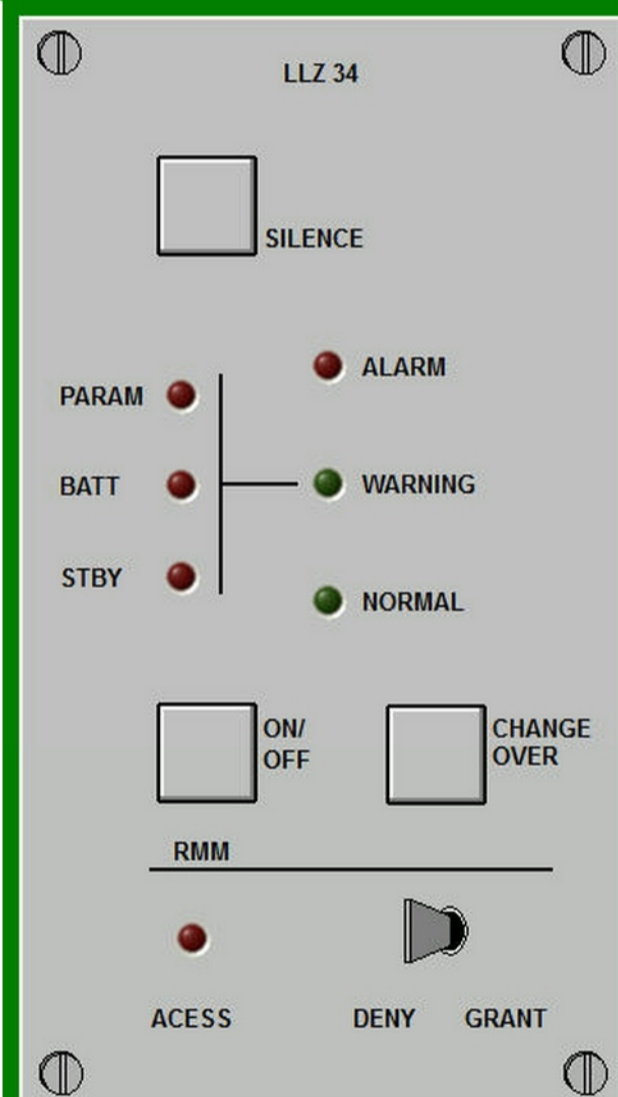 LLZ 34
SILENCE
ALARM
PARAM
BATT
WARNING
STBY
NORMAL
ON/
OFF
CHANGE
OVER
RMM
ACESS
DENY
GRANT